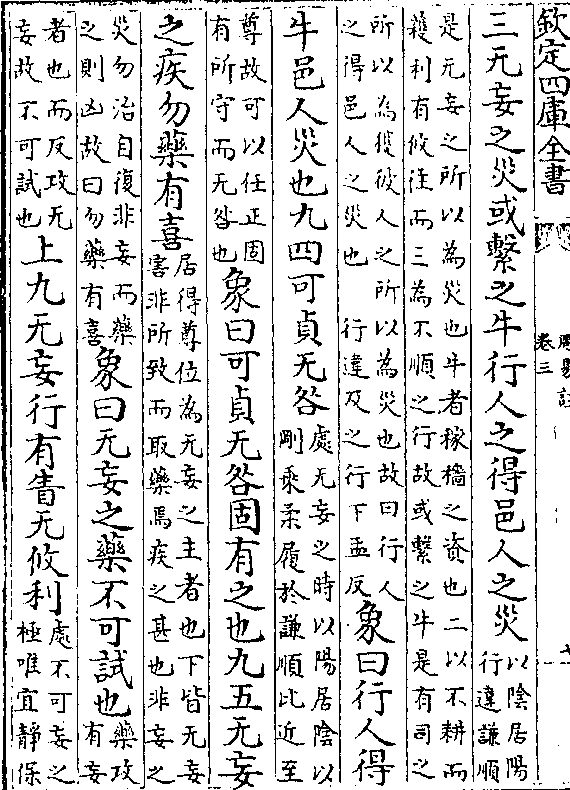 欽定四庫全書
周易註
卷三
三无妄之災或繫之牛行人之得邑人之災
以陰居陽
行違謙順
是无妄之所以為災也牛者稼穡之資也二以不耕而
穫利有攸往而三為不順之行故或繫之牛是有司之
所以為獲彼人之所以為災也故曰行人
之得邑人之災也 行違及之行下孟反
象曰行人得
牛邑人災也九四可貞无咎
處无妄之時以陽居陰以
剛乘柔履於謙順比近至
尊故可以任正固
有所守而无咎也
象曰可貞无咎固有之也九五无妄
之疾勿藥有喜
居得尊位為无妄之主者也下皆无妄
害非所致而取藥焉疾之甚也非妄之
災勿治自復非妄而藥
之則凶故曰勿藥有喜
象曰无妄之藥不可試也
藥攻
有妄
者也而反攻无
妄故不可試也
上九无妄行有眚无攸利
處不可妄之
極唯宜靜保